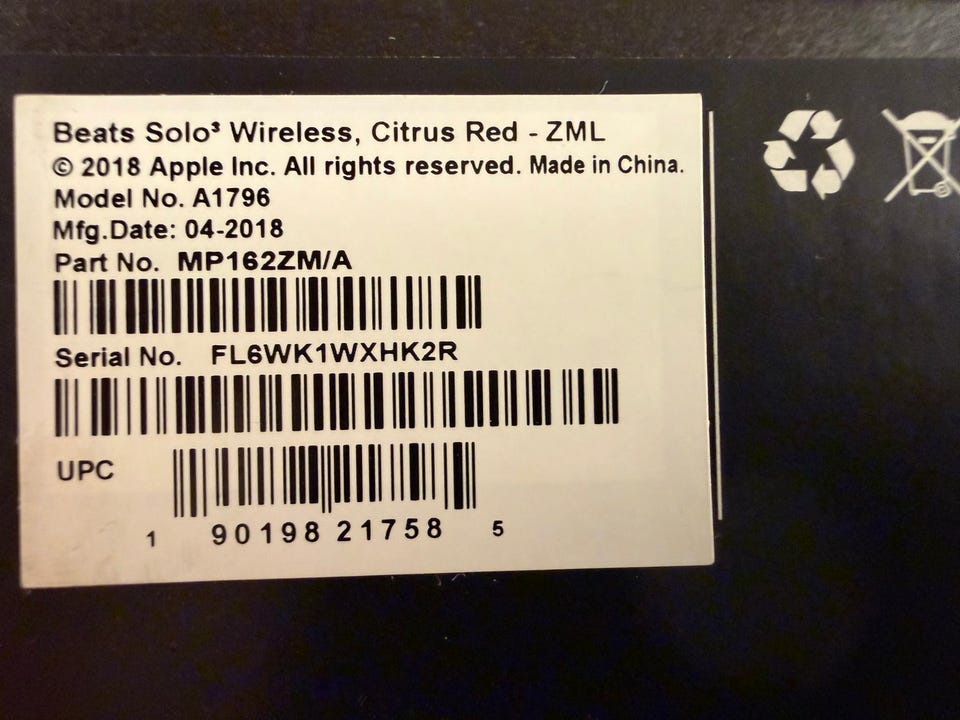 Beats Solo³ Wireless, Citrus Red - ZML
© 2018 Apple Inc. All rights reserved. Made in China.
Model No. A1796
Mfg.Date: 04-2018
Part No. MP162ZM/A
Serial No. FL6WK1WXHK2R
UPC
1 90198 21758 5